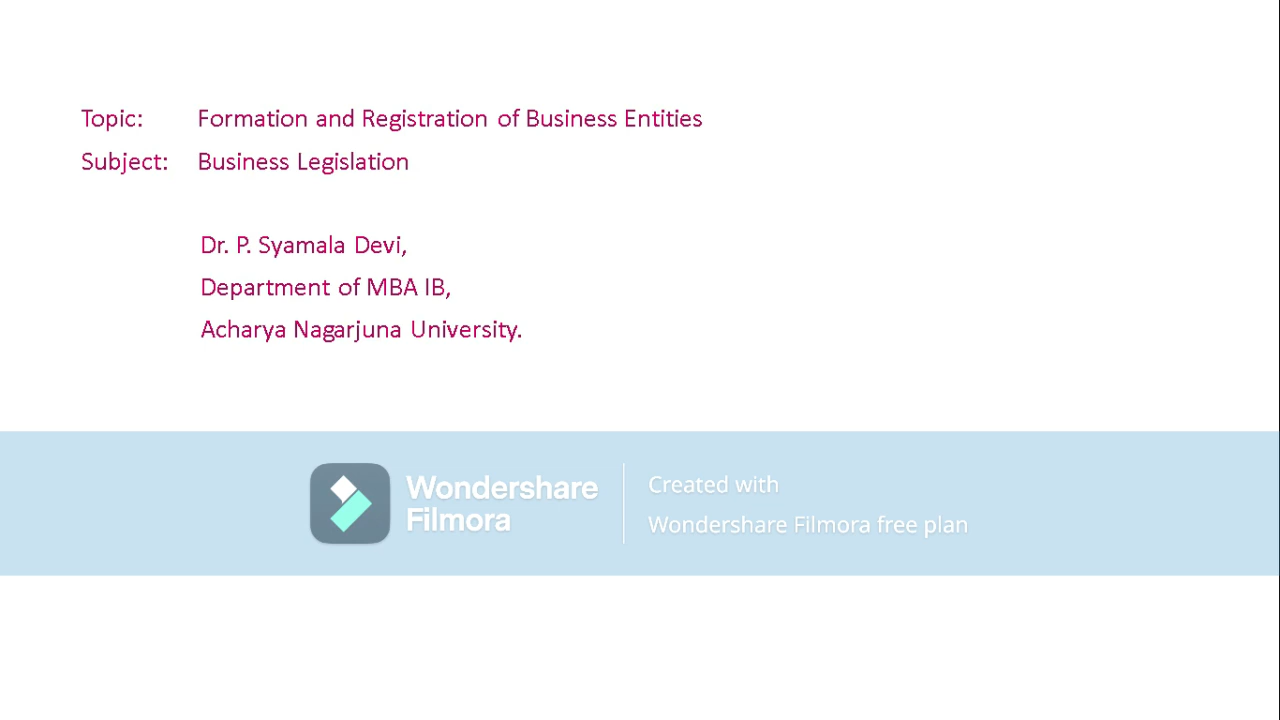 Topic: Formation and Registration of Business Entities
Subject: Business Legislation
Dr. P. Syamala Devi,
Department of MBA IB,
Acharya Nagarjuna University.
Wondershare
Filmora
Created with
Wondershare Filmora free plan